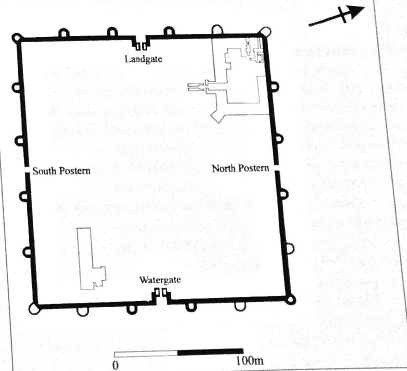 Landgate
South Postern
North Postern
Watergate
0
100m